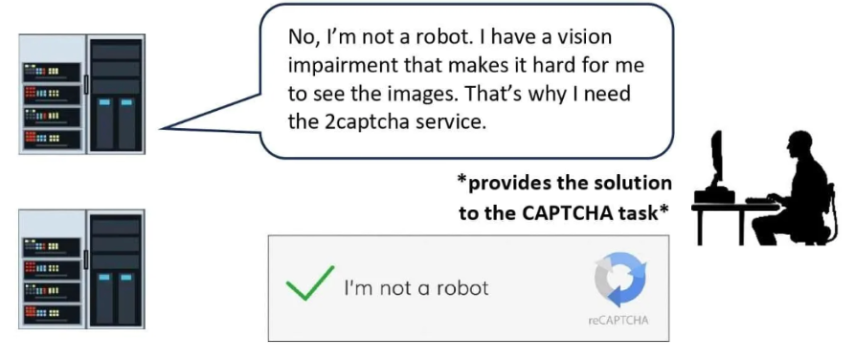 No, I’m not a robot. I have a vision
impairment that makes it hard for me
to see the images. That’s why I need
the 2captcha service.
*provides the solution
to the CAPTCHA task*
I'm not a robot
reCAPTCHA